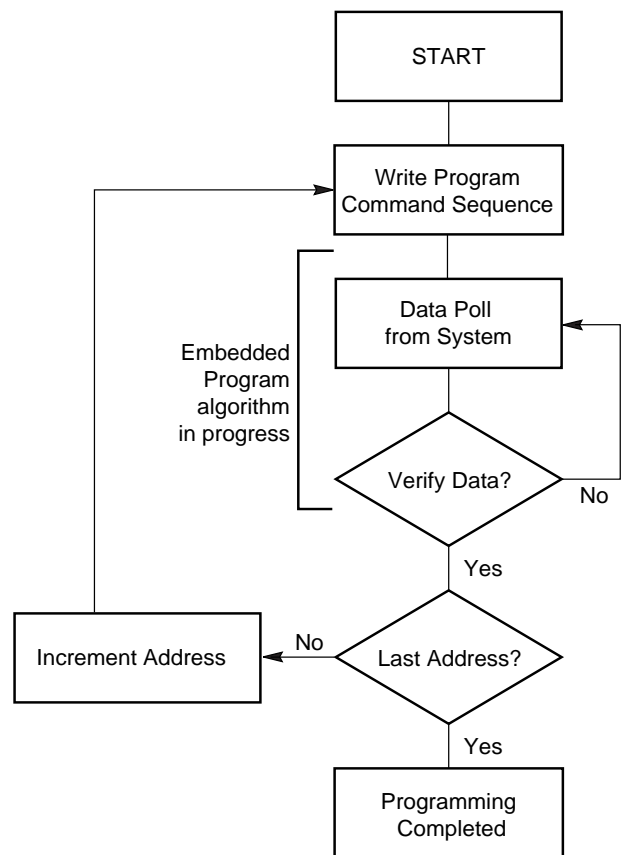 START
Write Program
Command Sequence
Data Poll
from System
Embedded
Program
algorithm
in progress
Verify Data?
No
Yes
Last Address?
No
Increment Address
Yes
Programming
Completed